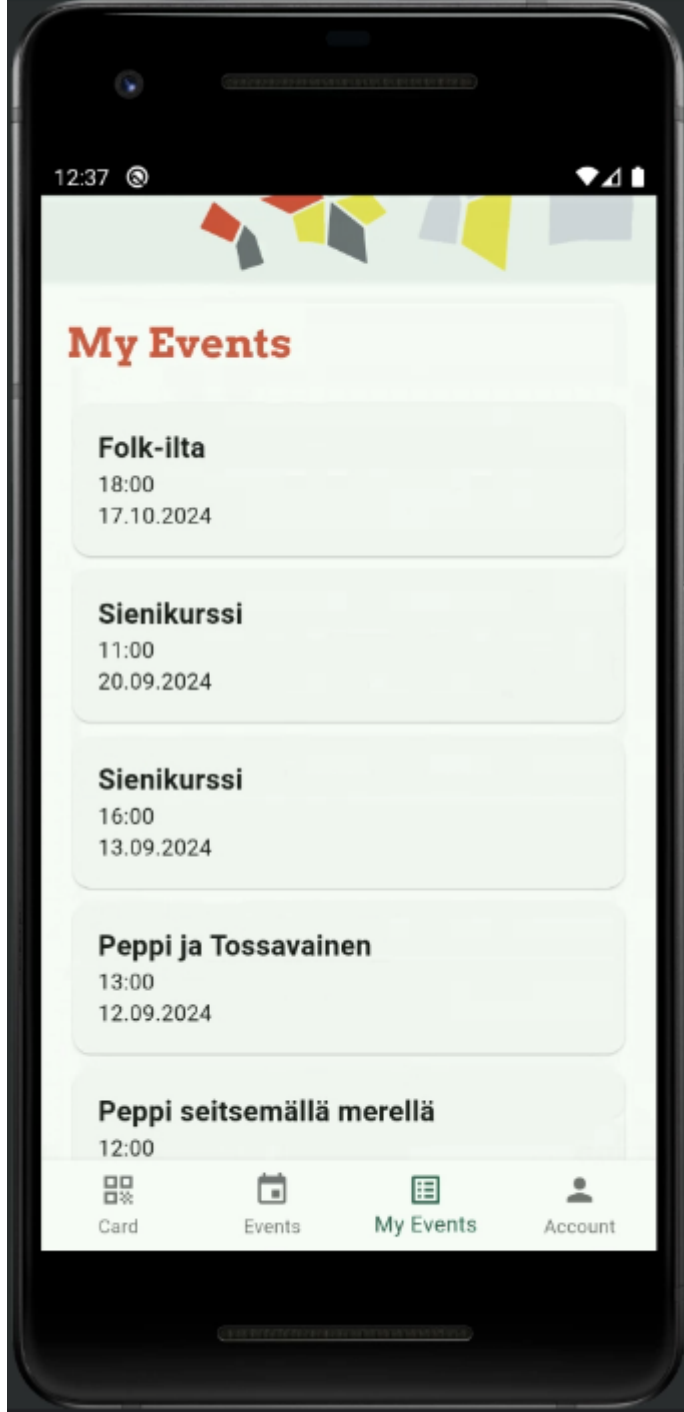 12:37
My Events
Folk-ilta
18:00
17.10.2024
Sienikurssi
11:00
20.09.2024
Sienikurssi
16:00
13.09.2024
Peppi ja Tossavainen
13:00
12.09.2024
Peppi seitsemällä merellä
12:00
Card
Events
My Events
Account